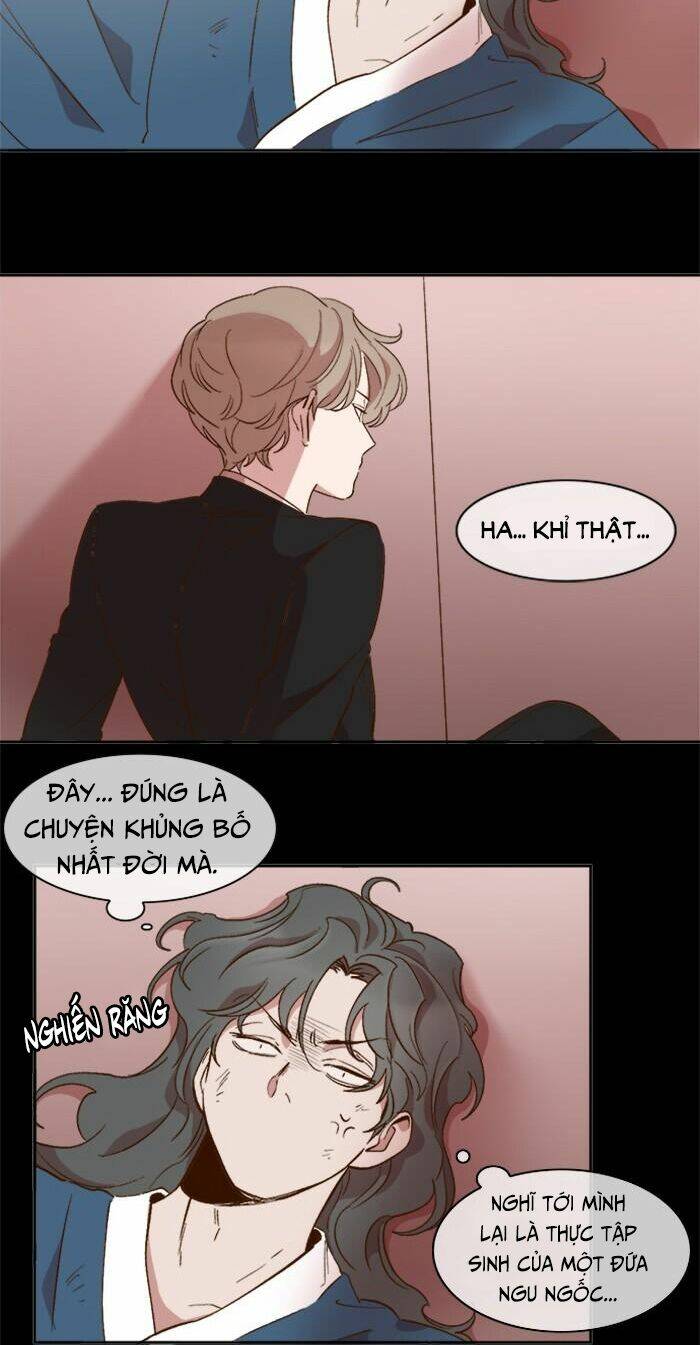 HA... KHỈ THẬT...
ĐÂY... ĐÚNG LÀ
CHUYỆN KHỦNG BỐ
NHẤT ĐỜI MÀ.
NGHIẾN RĂNG
NGHĨ TỚI MÌNH
LẠI LÀ THỰC TẬP
SINH CỦA MỘT ĐỨA
NGU NGỐC...